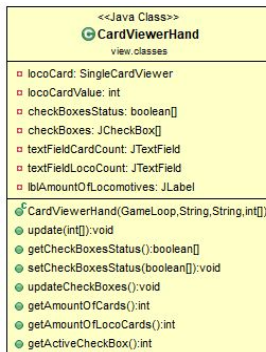 <<Java Class>>
CardViewerHand
view.classes
locoCard: SingleCardViewer
locoCardValue: int
checkBoxesStatus: boolean[]
checkBoxes: JCheckBox[]
textFieldCardCount: JTextField
textFieldLocoCount: JTextField
lblAmountOfLocomotives: JLabel
CardViewerHand(GameLoop,String,String,int[])
update(int[]):void
getCheckBoxesStatus():boolean[]
setCheckBoxesStatus(boolean[]):void
updateCheckBoxes():void
getAmountOfCards():int
getAmountOfLocoCards():int
getActiveCheckBox():int